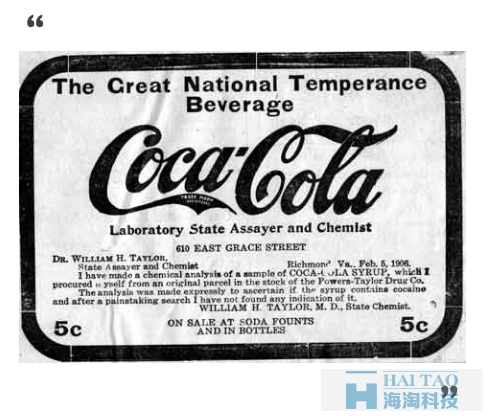 “
The Great National Temperance
Beverage
Coca-Cola
TRADE MARK
REGISTERED
Laboratory State Assayer and Chemist
610 EAST GRACE STREET
DR. WILLIAM H. TAYLOR,
State Assayer and Chemist Richmond, Va., Feb. 5, 1906.
I have made a chemical analysis of a sample of COCA-COLA SYRUP, which I
procured myself from an original parcel in the stock of the Powers-Taylor Drug Co.
The analysis was made expressly to ascertain if the syrup contains cocaine
and after a painstaking search I have not found any indication of it.
WILLIAM H. TAYLOR, M. D., State Chemist.
5c ON SALE AT SODA FOUNTS 5c
AND IN BOTTLES
HAI TAO
海淘科技
”